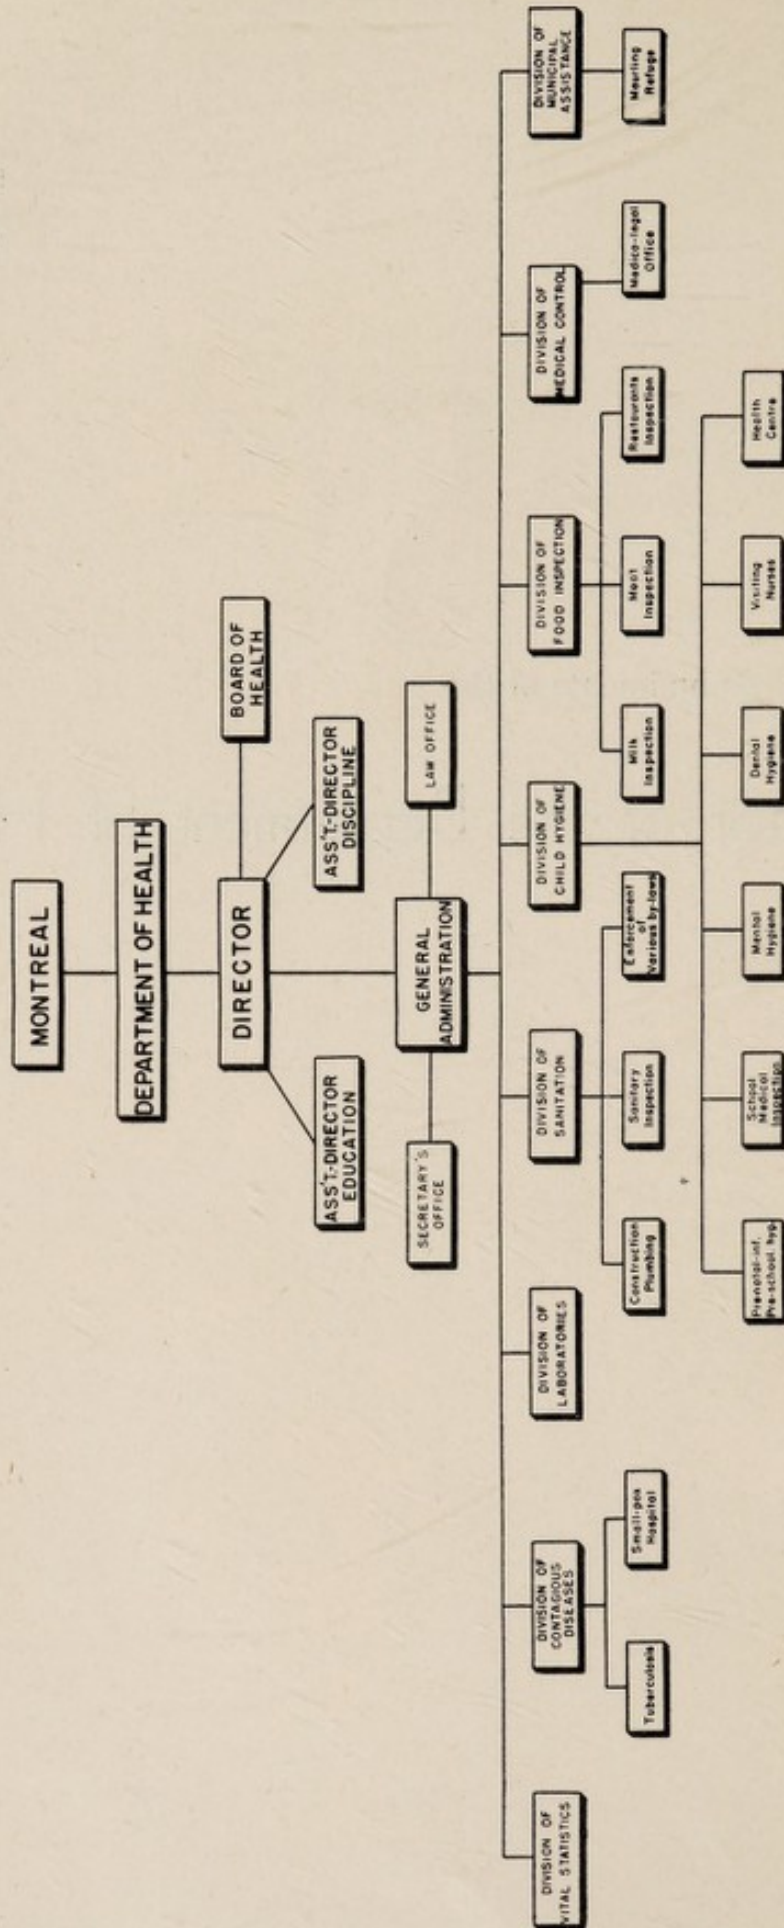 MONTREAL
DEPARTMENT OF HEALTH
DIRECTOR
BOARD OF
HEALTH
ASS'T.-DIRECTOR
EDUCATION
ASS'T.-DIRECTOR
DISCIPLINE
SECRETARY'S
OFFICE
GENERAL
ADMINISTRATION
LAW OFFICE
DIVISION OF
VITAL STATISTICS
DIVISION OF
CONTAGIOUS
DISEASES
DIVISION OF
LABORATORIES
DIVISION OF
SANITATION
DIVISION OF
CHILD HYGIENE
DIVISION OF
FOOD INSPECTION
DIVISION OF
MEDICAL CONTROL
DIVISION OF
MUNICIPAL
ASSISTANCE
Tuberculosis
Small-pox
Hospital
Construction
Plumbing
Sanitary
Inspection
Enforcement
of
Various by-laws
Milk
Inspection
Meat
Inspection
Restaurants
Inspection
Medico-legal
Office
Meurling
Refuge
Prenatal-inf.
Pre-school hyg.
School
Medical
Inspection
Mental
Hygiene
Dental
Hygiene
Visiting
Nurses
Health
Centre